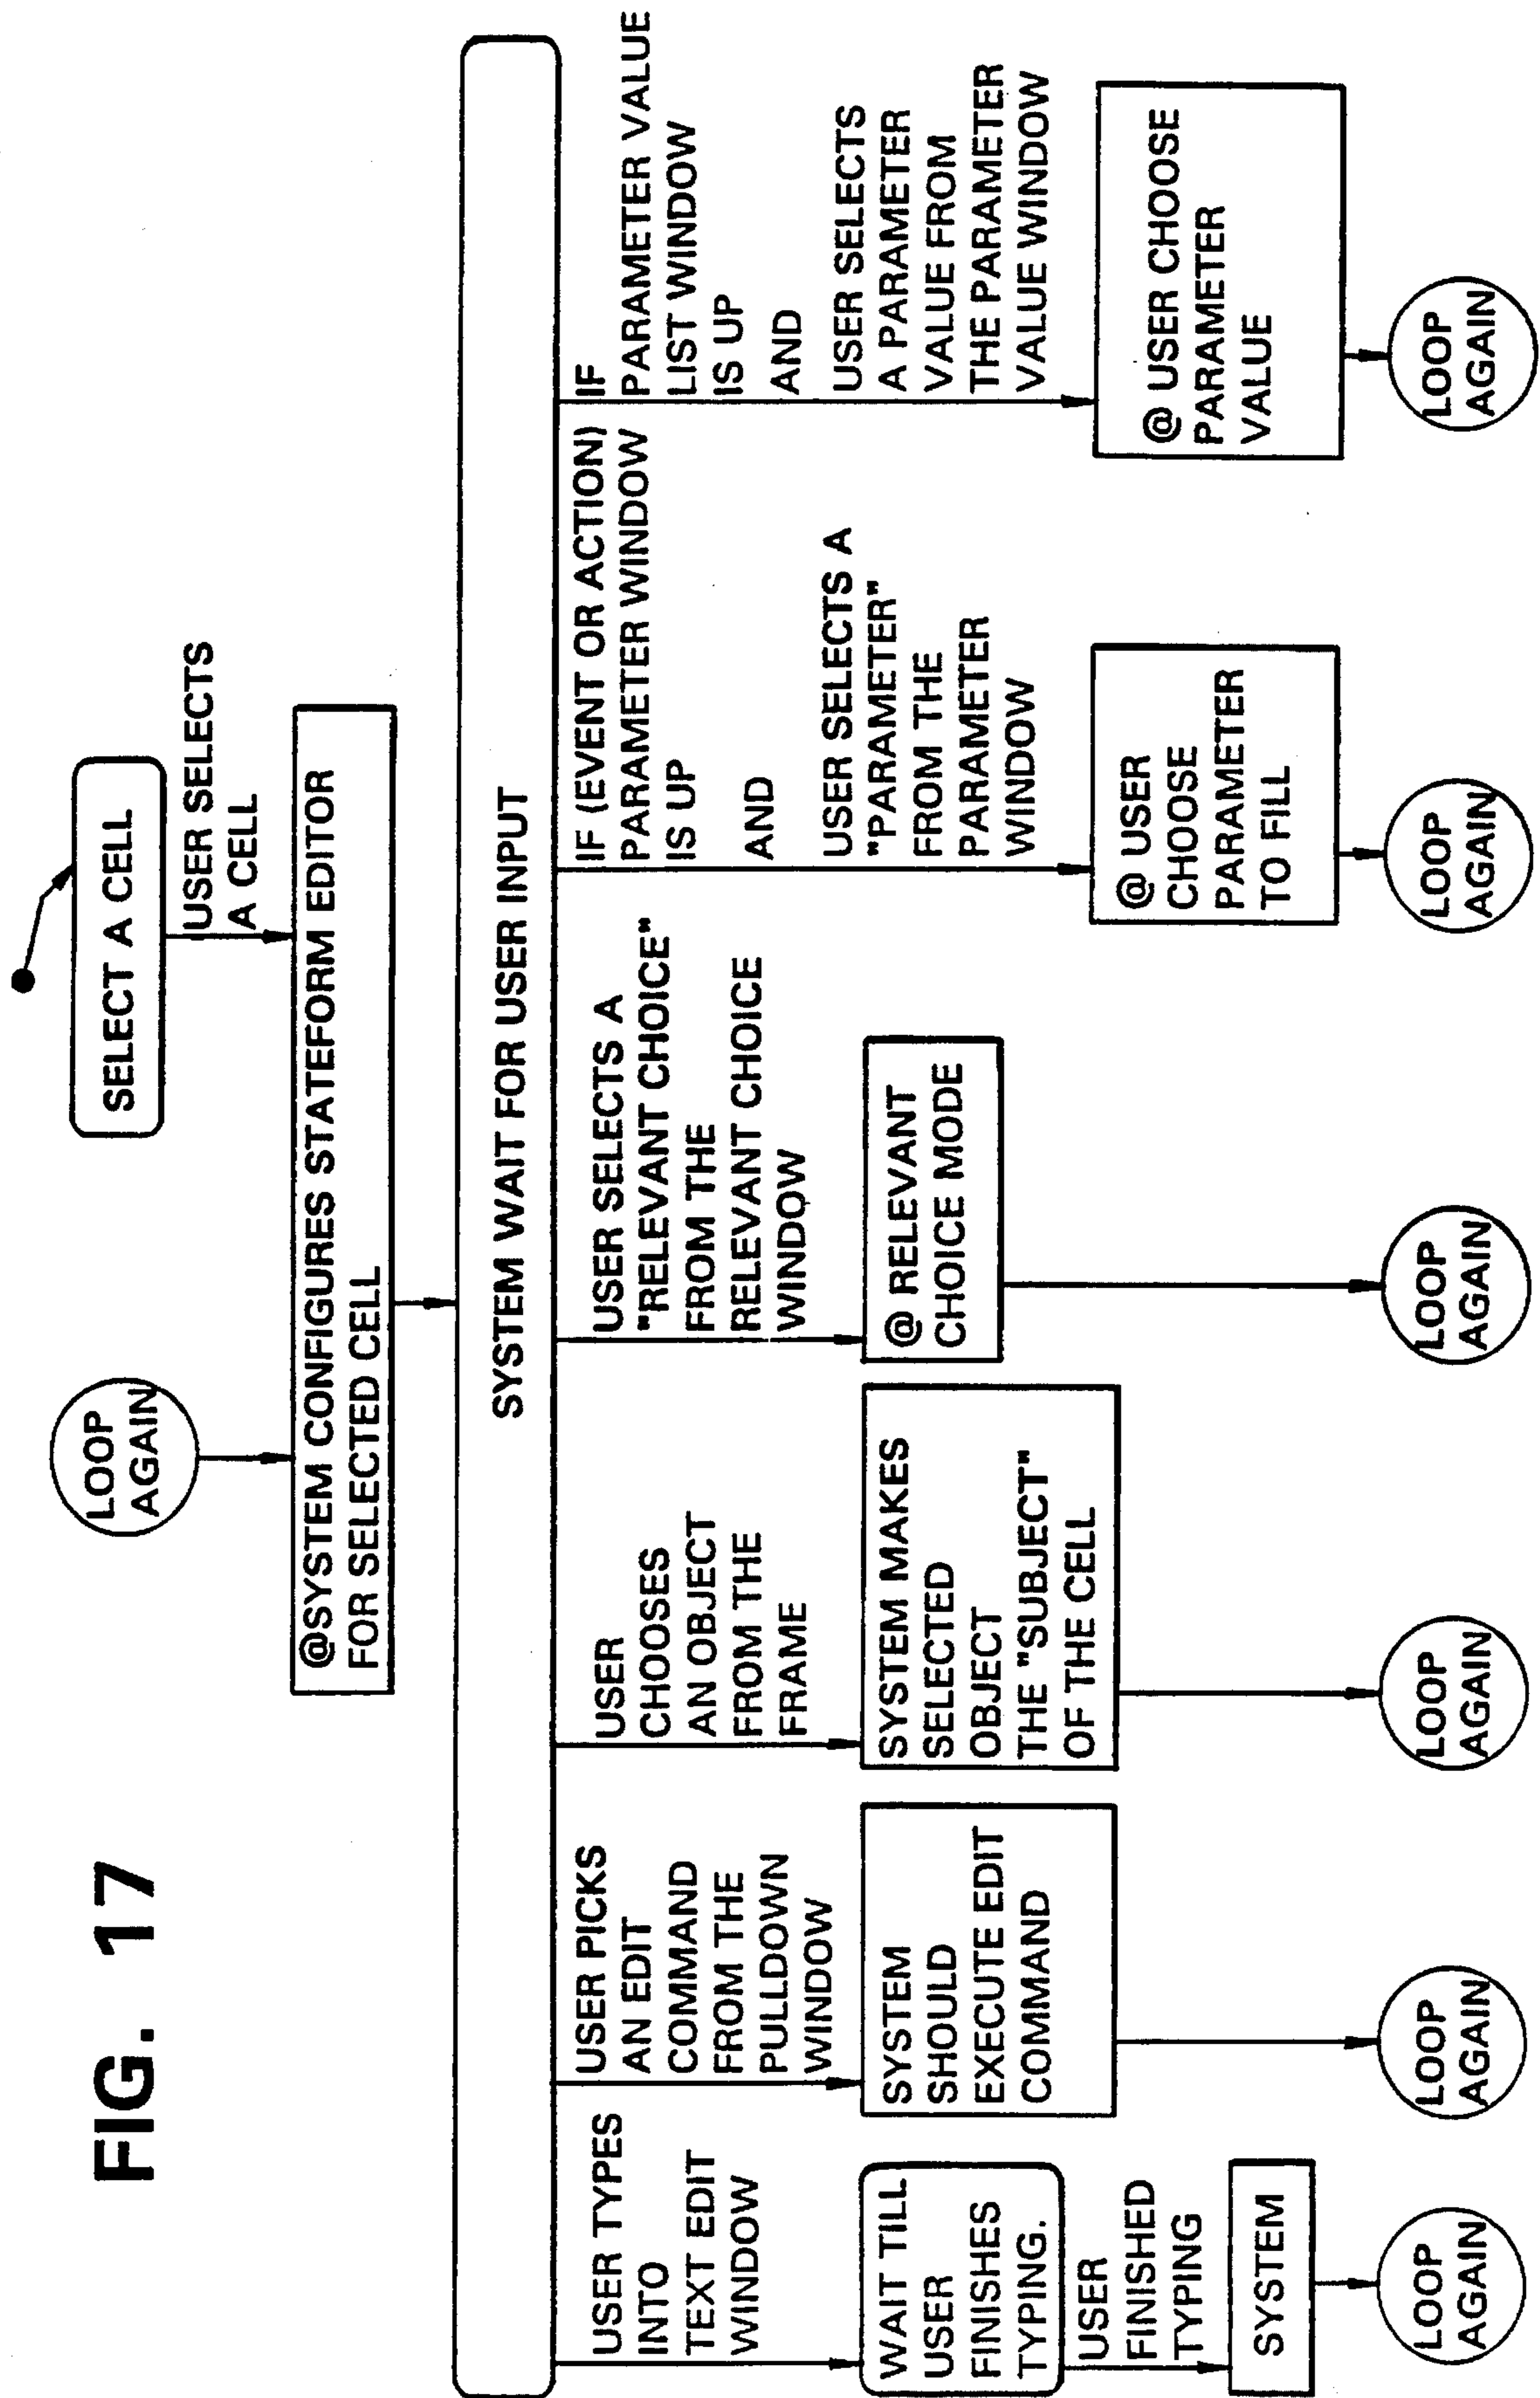 FIG. 17
SELECT A CELL
USER SELECTS
A CELL
LOOP
AGAIN
@SYSTEM CONFIGURES STATEFORM EDITOR
FOR SELECTED CELL
SYSTEM WAIT FOR USER INPUT
USER TYPES
INTO
TEXT EDIT
WINDOW
WAIT TILL
USER
FINISHES
TYPING.
USER
FINISHED
TYPING
SYSTEM
LOOP
AGAIN
USER PICKS
AN EDIT
COMMAND
FROM THE
PULLDOWN
WINDOW
SYSTEM
SHOULD
EXECUTE EDIT
COMMAND
LOOP
AGAIN
USER
CHOOSES
AN OBJECT
FROM THE
FRAME
SYSTEM MAKES
SELECTED
OBJECT
THE "SUBJECT"
OF THE CELL
LOOP
AGAIN
USER SELECTS A
"RELEVANT CHOICE"
FROM THE
RELEVANT CHOICE
WINDOW
@ RELEVANT
CHOICE MODE
LOOP
AGAIN
IF (EVENT OR ACTION)
PARAMETER WINDOW
IS UP
AND
USER SELECTS A
"PARAMETER"
FROM THE
PARAMETER
WINDOW
@ USER
CHOOSE
PARAMETER
TO FILL
LOOP
AGAIN
IF
PARAMETER VALUE
LIST WINDOW
IS UP
AND
USER SELECTS
A PARAMETER
VALUE FROM
THE PARAMETER
VALUE WINDOW
@ USER CHOOSE
PARAMETER
VALUE
LOOP
AGAIN